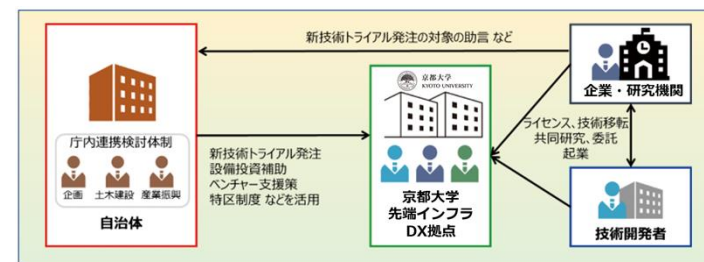 新技術トライアル発注の対象の助言 など
京都大学
KYOTO UNIVERSITY
企業・研究機関
庁内連携検討体制
企画 土木建設 産業振興
自治体
新技術トライアル発注
設備投資補助
ベンチャー支援策
特区制度 などを活用
京都大学
先端インフラ
DX拠点
ライセンス、技術移転
共同研究、委託
起業
技術開発者